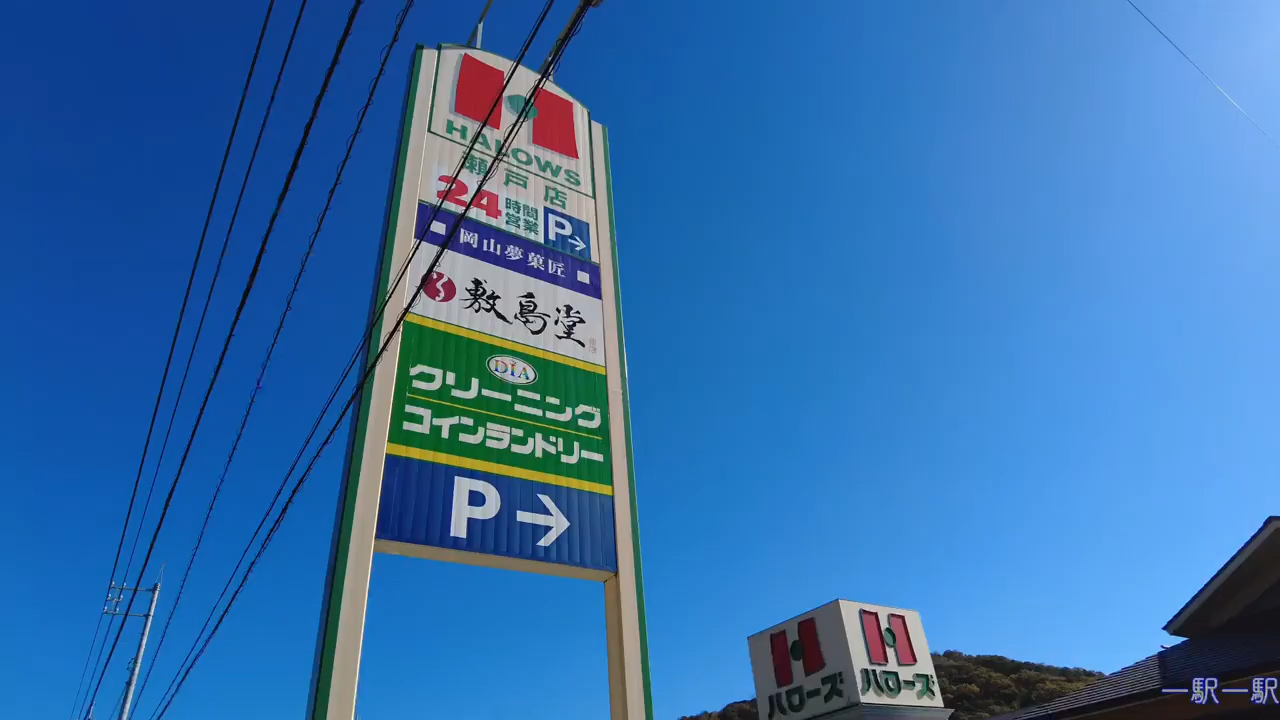 HALOWS
瀬戸店
24時間営業 P→
岡山夢菓匠
敷島堂
DIA
クリーニング
コインランドリー
P→
ハローズ
ハローズ
一駅一駅